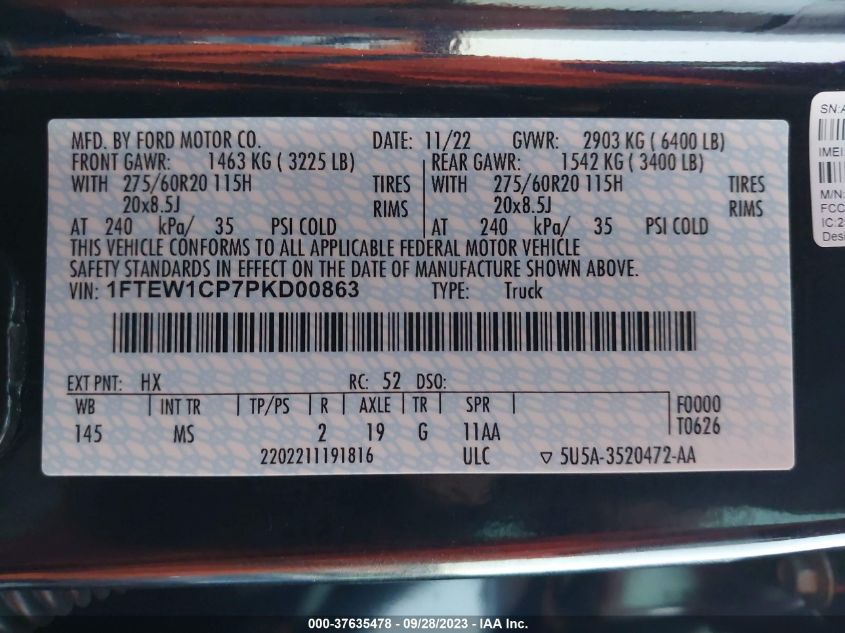 MFD. BY FORD MOTOR CO. DATE: 11/22 GVWR: 2903 KG ( 6400 LB)
FRONT GAWR: 1463 KG ( 3225 LB) REAR GAWR: 1542 KG ( 3400 LB)
WITH 275/60R20 115H TIRES WITH 275/60R20 115H TIRES
20x8.5J RIMS 20x8.5J RIMS
AT 240 kPa/ 35 PSI COLD AT 240 kPa/ 35 PSI COLD
THIS VEHICLE CONFORMS TO ALL APPLICABLE FEDERAL MOTOR VEHICLE
SAFETY STANDARDS IN EFFECT ON THE DATE OF MANUFACTURE SHOWN ABOVE.
VIN: 1FTEW1CP7PKD00863 TYPE: Truck
EXT PNT: HX RC: 52 DSO:
WB INT TR TP/PS R AXLE TR SPR F0000
145 MS 2 19 G 11AA T0626
2202211191816 ULC ▽ 5U5A-3520472-AA
SN:
IMEI:
M/N:
FCC
IC:2
000-37635478 - 09/28/2023 - IAA Inc.